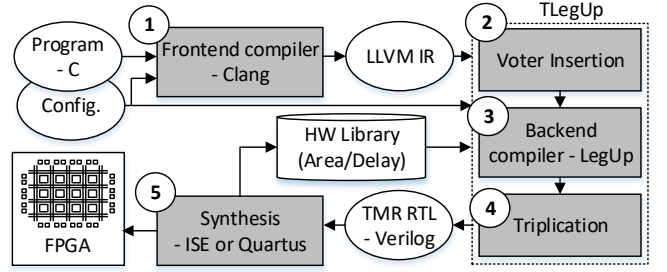 TLegUp
1
2
Program
- C
Frontend compiler
- Clang
LLVM IR
Voter Insertion
Config.
3
HW Library
(Area/Delay)
Backend
compiler - LegUp
5
4
FPGA
Synthesis
- ISE or Quartus
TMR RTL
- Verilog
Triplication